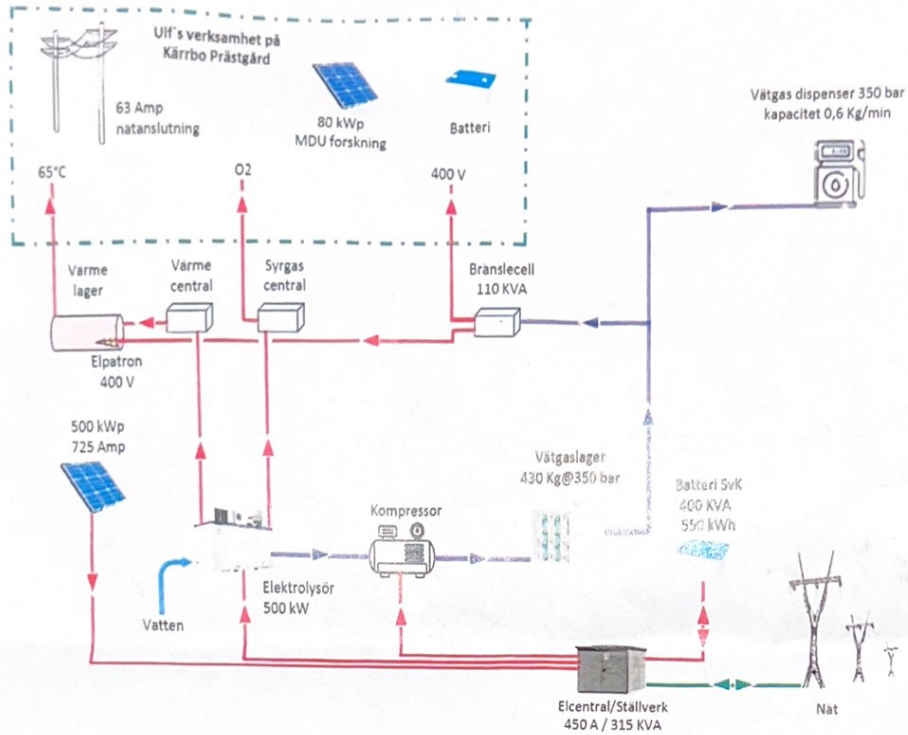 Ulf´s verksamhet på
Kärrbo Prästgård
63 Amp
natanslutning
80 kWp
MDU forskning
Batteri
Vätgas dispenser 350 bar
kapacitet 0,6 Kg/min
65°C
O2
400 V
Varme
lager
Värme
central
Syrgas
central
Bränslecell
110 KVA
Elpatron
400 V
500 kWp
725 Amp
Vätgaslager
430 Kg@350 bar
Batteri SvK
400 KVA
550 kWh
Kompressor
Elektrolysör
500 kW
Vatten
Elcentral/Ställverk
450 A / 315 KVA
Nät